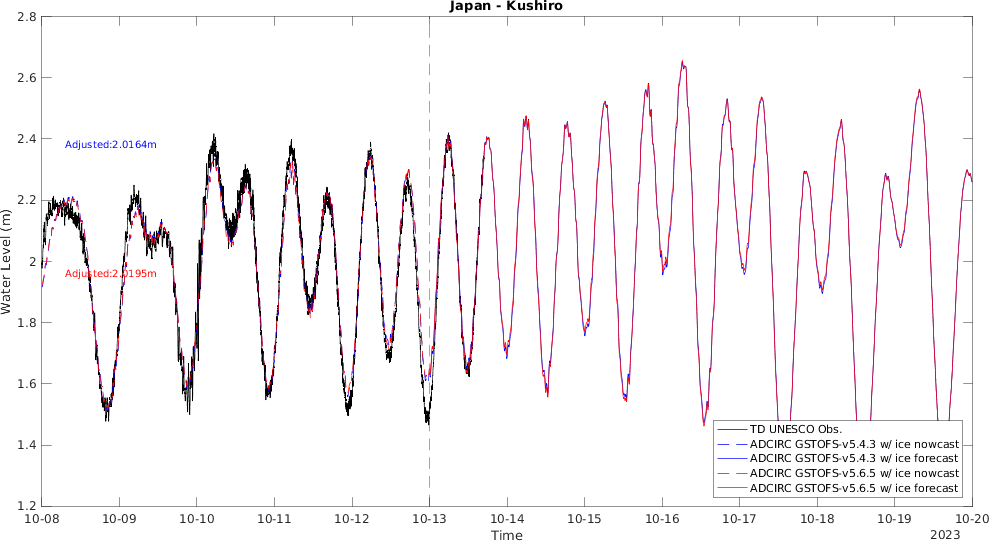 Japan - Kushiro
2.8
2.6
2.4
2.2
2
1.8
1.6
1.4
1.2
Water Level (m)
Adjusted:2.0164m
Adjusted:2.0195m
TD UNESCO Obs.
ADCIRC GSTOFS-v5.4.3 w/ ice nowcast
ADCIRC GSTOFS-v5.4.3 w/ ice forecast
ADCIRC GSTOFS-v5.6.5 w/ ice nowcast
ADCIRC GSTOFS-v5.6.5 w/ ice forecast
10-08 10-09 10-10 10-11 10-12 10-13 10-14 10-15 10-16 10-17 10-18 10-19 10-20
Time
2023